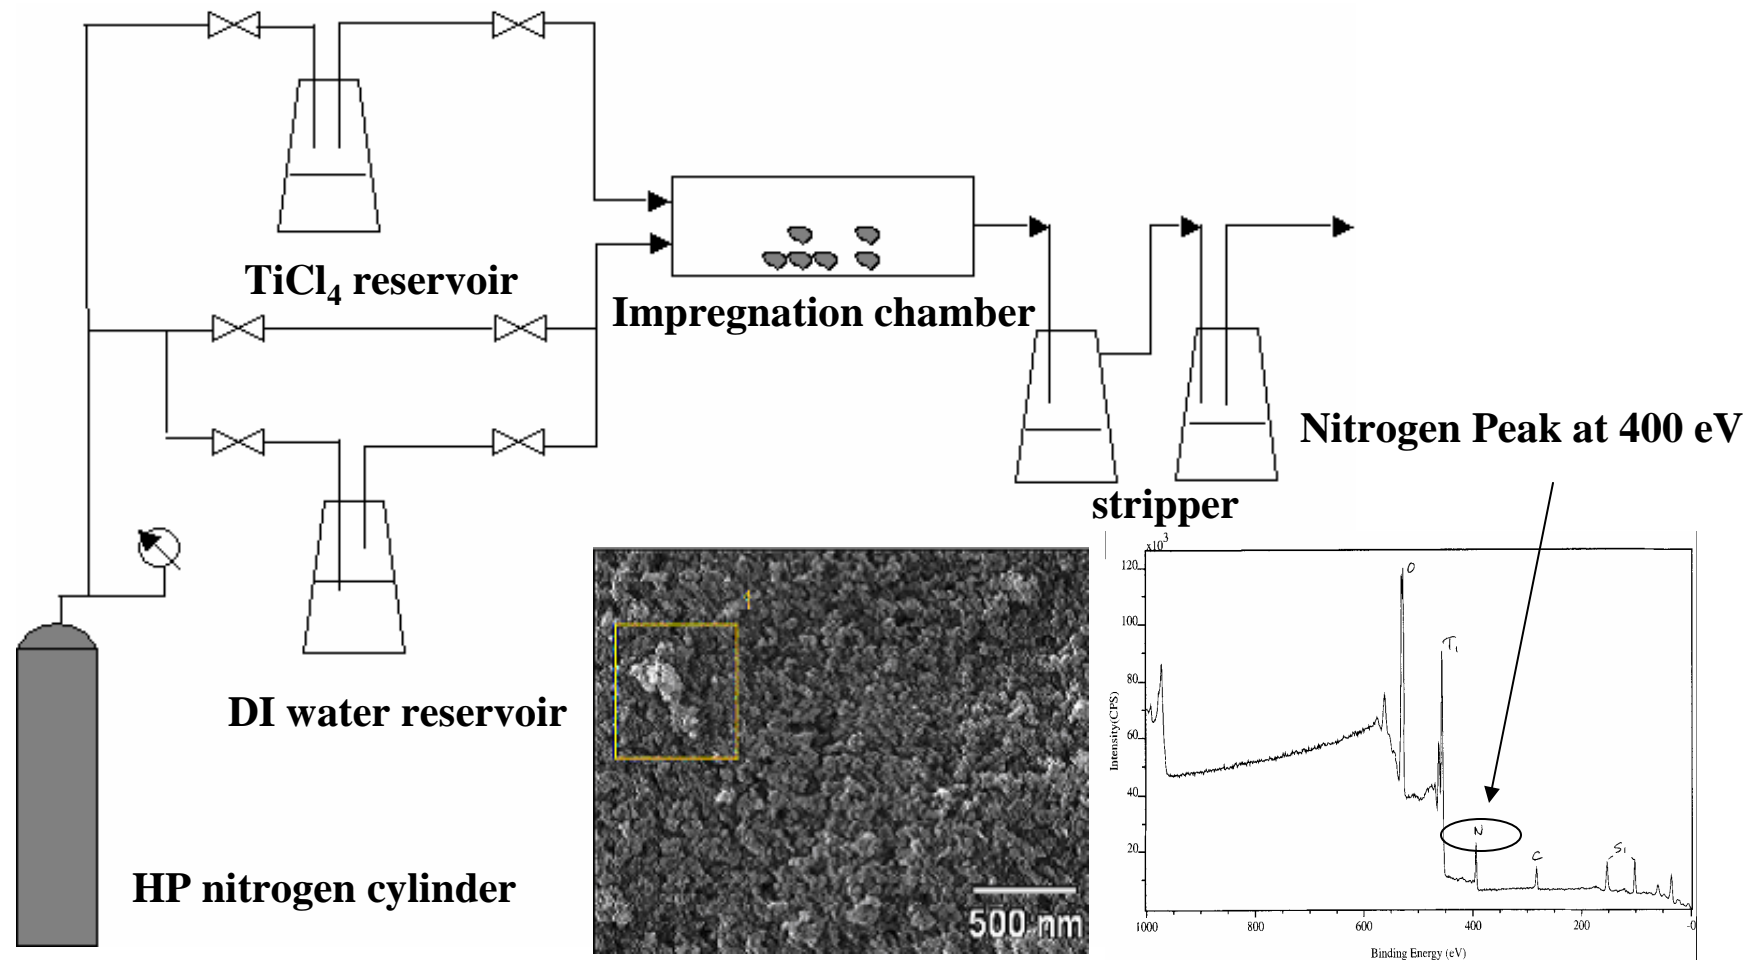 TiCl4 reservoir
Impregnation chamber
Nitrogen Peak at 400 eV
stripper
DI water reservoir
HP nitrogen cylinder
1
500 nm
x10^3
120
100
80
60
40
20
Intensity(CPS)
O
Ti
N
C
Si
1000
800
600
400
200
-0
Binding Energy (eV)